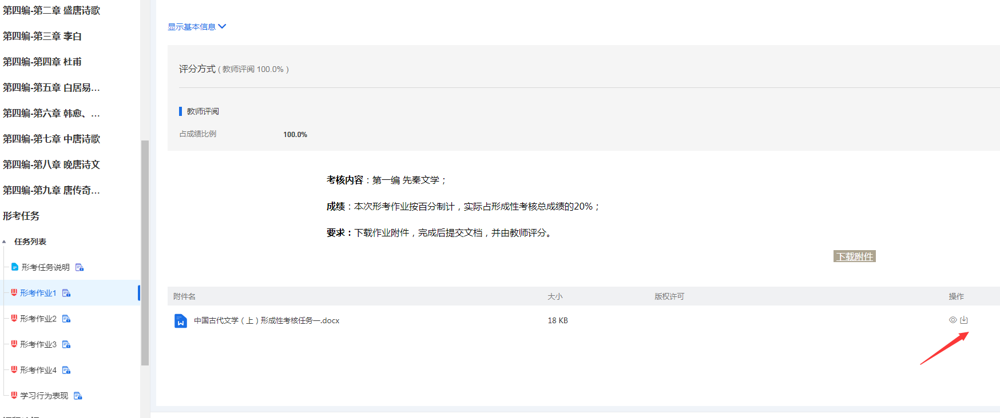 第四编-第二章 盛唐诗歌
第四编-第三章 李白
第四编-第四章 杜甫
第四编-第五章 白居易...
第四编-第六章 韩愈、...
第四编-第七章 中唐诗歌
第四编-第八章 晚唐诗文
第四编-第九章 唐传奇...
形考任务
任务列表
形考任务说明
形考作业1
形考作业2
形考作业3
形考作业4
学习行为表现
显示基本信息
评分方式 ( 教师评阅 100.0% )
教师评阅
占成绩比例 100.0%
考核内容：第一编 先秦文学；
成绩：本次形考作业按百分制计，实际占形成性考核总成绩的20%；
要求：下载作业附件，完成后提交文档，并由教师评分。
下载附件
附件名 大小 版权许可 操作
中国古代文学（上）形成性考核任务一.docx 18 KB